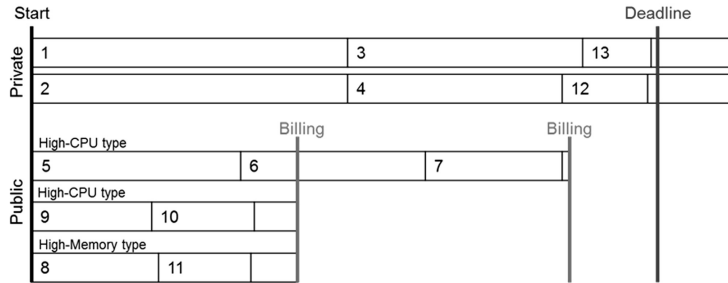 Start
Deadline
Private
1 3 13
2 4 12
Billing
Billing
Public
High-CPU type
5 6 7
High-CPU type
9 10
High-Memory type
8 11